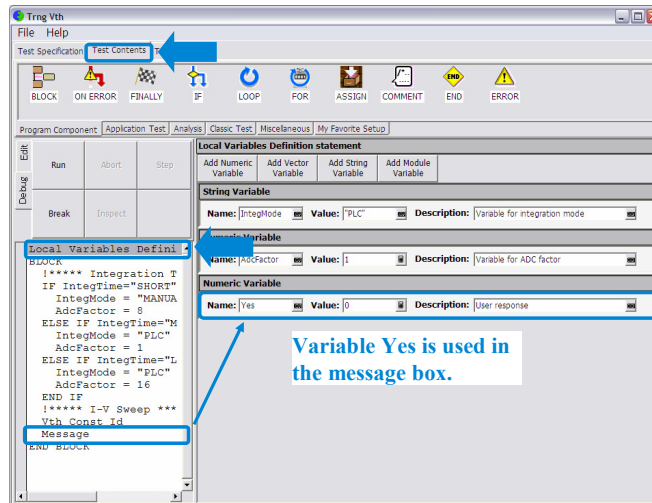 Trng Vth
File Help
Test Specification Test Contents
BLOCK ON ERROR FINALLY IF LOOP FOR ASSIGN COMMENT END ERROR
END
Program Component Application Test Analysis Classic Test Miscellaneous My Favorite Setup
Edit
Debug
Run Abort Step
Break Inspect
Local Variables Defini
BLOCK
!***** Integration T
IF IntegTime="SHORT"
IntegMode = "MANUA
AdcFactor = 8
ELSE IF IntegTime="M
IntegMode = "PLC"
AdcFactor = 1
ELSE IF IntegTime="L
IntegMode = "PLC"
AdcFactor = 16
END IF
!***** I-V Sweep ***
Vth Const Id
Message
END BLOCK
Local Variables Definition statement
Add Numeric Variable Add Vector Variable Add String Variable Add Module Variable
String Variable
Name: IntegMode Value: "PLC" Description: Variable for integration mode
Numeric Variable
Name: AdcFactor Value: 1 Description: Variable for ADC factor
Numeric Variable
Name: Yes Value: 0 Description: User response
Variable Yes is used in
the message box.